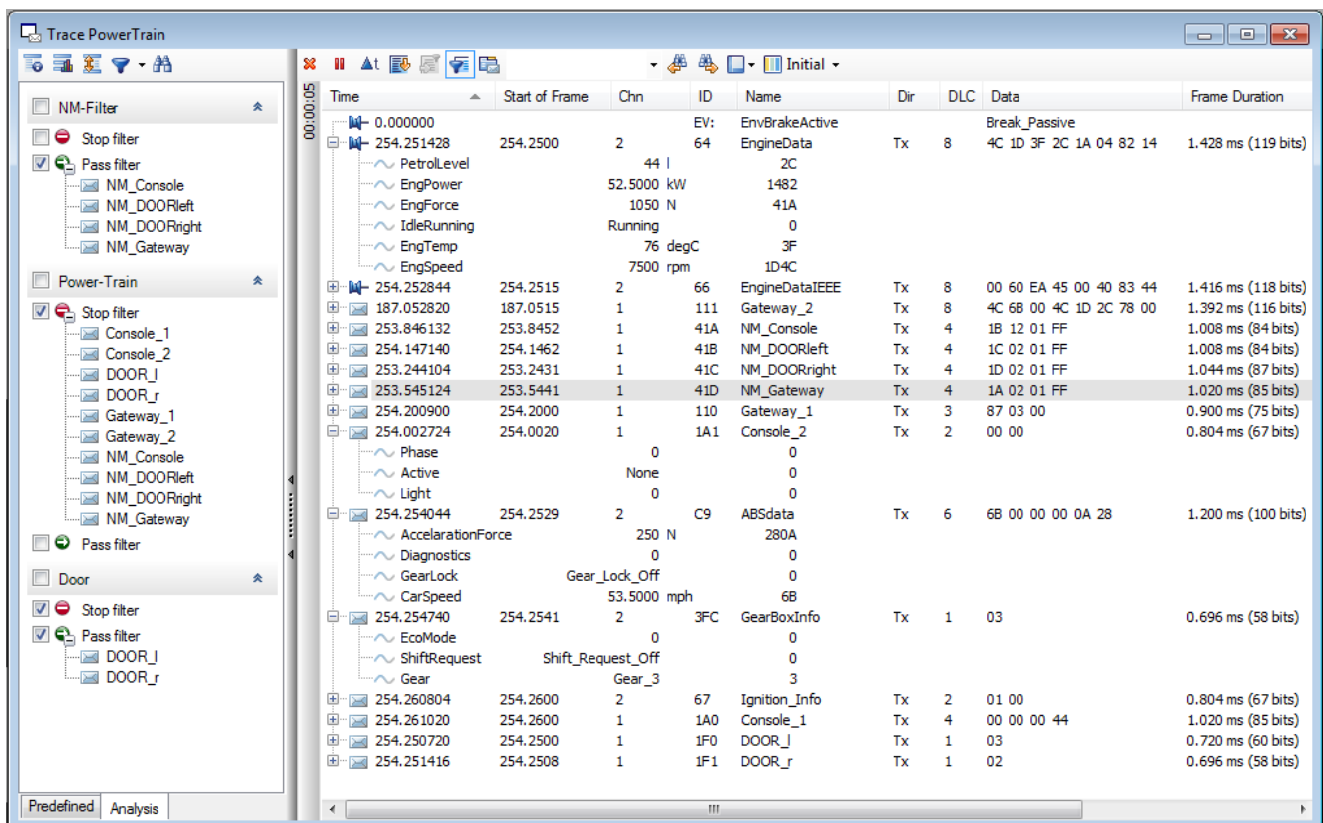 Trace PowerTrain
Δt Initial
NM-Filter
Stop filter
Pass filter
NM_Console
NM_DOORleft
NM_DOORright
NM_Gateway
Power-Train
Stop filter
Console_1
Console_2
DOOR_l
DOOR_r
Gateway_1
Gateway_2
NM_Console
NM_DOORleft
NM_DOORright
NM_Gateway
Pass filter
Door
Stop filter
Pass filter
DOOR_l
DOOR_r
Predefined Analysis
00:00:05
Time Start of Frame Chn ID Name Dir DLC Data Frame Duration
0.000000 EV: EnvBrakeActive Break_Passive
254.251428 254.2500 2 64 EngineData Tx 8 4C 1D 3F 2C 1A 04 82 14 1.428 ms (119 bits)
PetrolLevel 44 l 2C
EngPower 52.5000 kW 1482
EngForce 1050 N 41A
IdleRunning Running 0
EngTemp 76 degC 3F
EngSpeed 7500 rpm 1D4C
254.252844 254.2515 2 66 EngineDataIEEE Tx 8 00 60 EA 45 00 40 83 44 1.416 ms (118 bits)
187.052820 187.0515 1 111 Gateway_2 Tx 8 4C 6B 00 4C 1D 2C 78 00 1.392 ms (116 bits)
253.846132 253.8452 1 41A NM_Console Tx 4 1B 12 01 FF 1.008 ms (84 bits)
254.147140 254.1462 1 41B NM_DOORleft Tx 4 1C 02 01 FF 1.008 ms (84 bits)
253.244104 253.2431 1 41C NM_DOORright Tx 4 1D 02 01 FF 1.044 ms (87 bits)
253.545124 253.5441 1 41D NM_Gateway Tx 4 1A 02 01 FF 1.020 ms (85 bits)
254.200900 254.2000 1 110 Gateway_1 Tx 3 87 03 00 0.900 ms (75 bits)
254.002724 254.0020 1 1A1 Console_2 Tx 2 00 00 0.804 ms (67 bits)
Phase 0 0
Active None 0
Light 0 0
254.254044 254.2529 2 C9 ABSdata Tx 6 6B 00 00 00 0A 28 1.200 ms (100 bits)
AccelarationForce 250 N 280A
Diagnostics 0 0
GearLock Gear_Lock_Off 0
CarSpeed 53.5000 mph 6B
254.254740 254.2541 2 3FC GearBoxInfo Tx 1 03 0.696 ms (58 bits)
EcoMode 0 0
ShiftRequest Shift_Request_Off 0
Gear Gear_3 3
254.260804 254.2600 2 67 Ignition_Info Tx 2 01 00 0.804 ms (67 bits)
254.261020 254.2600 1 1A0 Console_1 Tx 4 00 00 00 44 1.020 ms (85 bits)
254.250720 254.2500 1 1F0 DOOR_l Tx 1 03 0.720 ms (60 bits)
254.251416 254.2508 1 1F1 DOOR_r Tx 1 02 0.696 ms (58 bits)